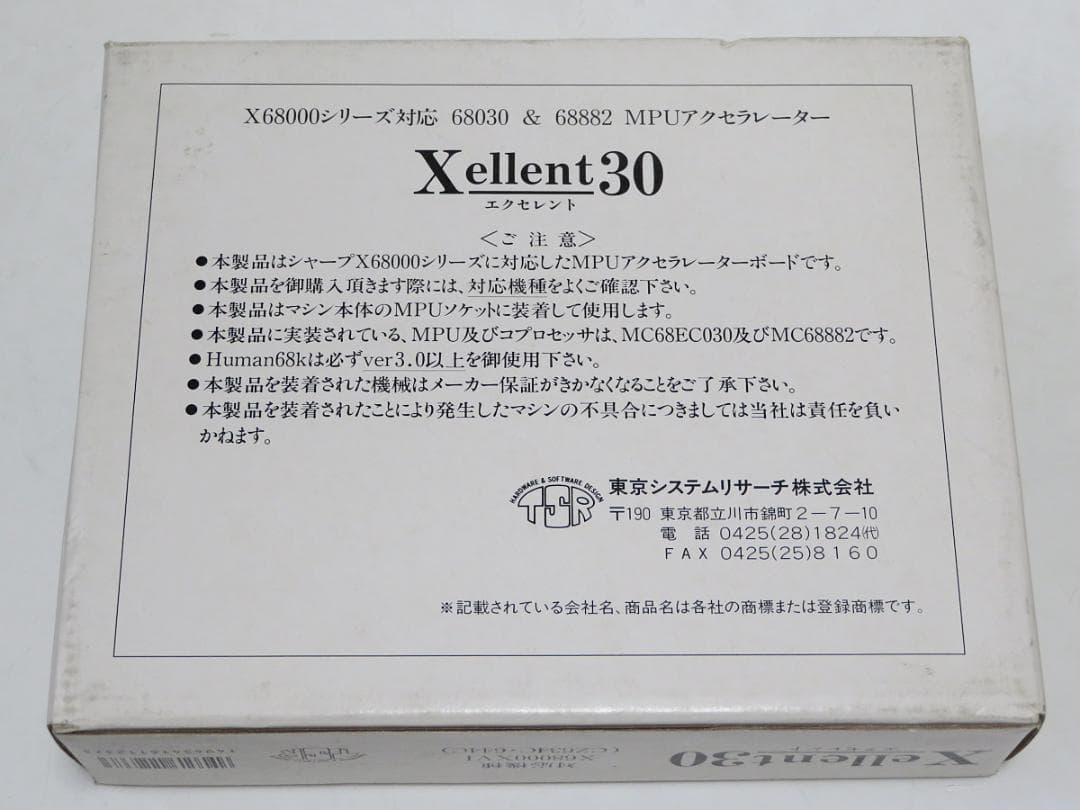 X68000シリーズ対応 68030 & 68882 MPUアクセラレーター
Xellent30
エクセレント
<ご注意>
●本製品はシャープX68000シリーズに対応したMPUアクセラレーターボードです。
●本製品を御購入頂きます際には、対応機種をよくご確認下さい。
●本製品はマシン本体のMPUソケットに装着して使用します。
●本製品に実装されている、MPU及びコプロセッサは、MC68EC030及びMC68882です。
●Human68kは必ずver3.0以上を御使用下さい。
●本製品を装着された機械はメーカー保証がきかなくなることをご了承下さい。
●本製品を装着されたことにより発生したマシンの不具合につきましては当社は責任を負い
かねます。
HARDWARE & SOFTWARE DESIGN
TSR
東京システムリサーチ株式会社
〒190 東京都立川市錦町2-7-10
電話 0425(28)1824㈹
FAX 0425(25)8160
※記載されている会社名、商品名は各社の商標または登録商標です。
Xellent30
エクセレント
対応機種
X68000XVI
(CZ634C・644C)
TSR